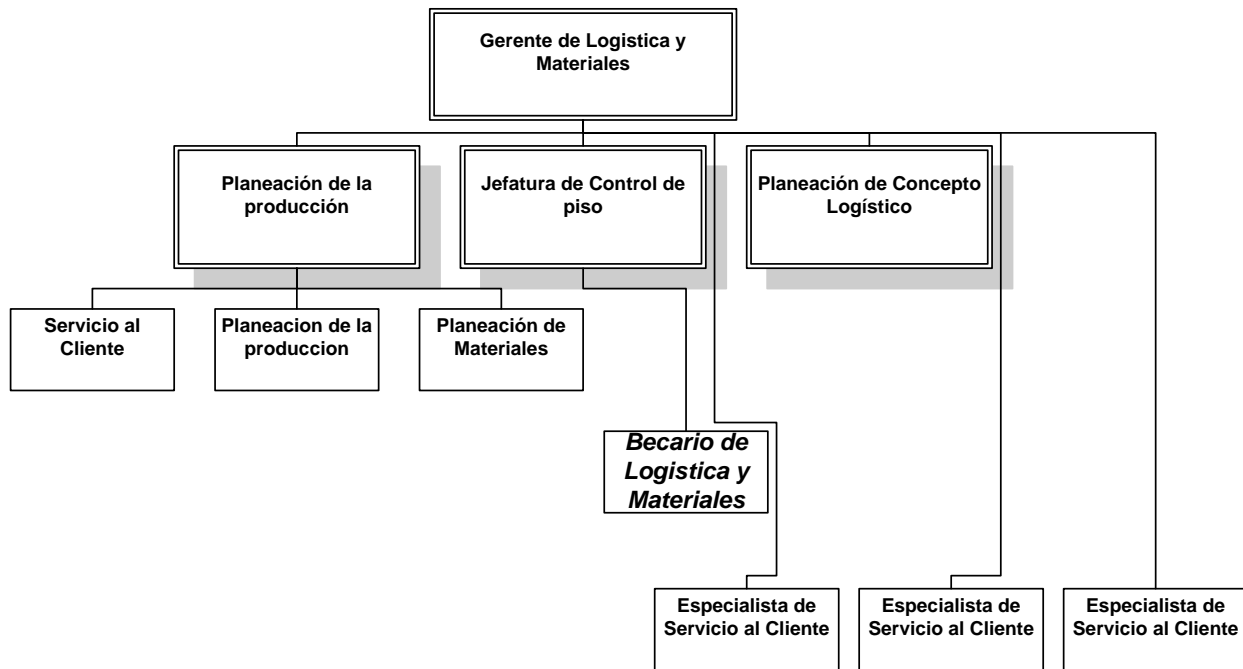 Gerente de Logistica y
Materiales
Planeación de la
producción
Jefatura de Control de
piso
Planeación de Concepto
Logístico
Servicio al
Cliente
Planeacion de la
produccion
Planeación de
Materiales
Becario de
Logistica y
Materiales
Especialista de
Servicio al Cliente
Especialista de
Servicio al Cliente
Especialista de
Servicio al Cliente